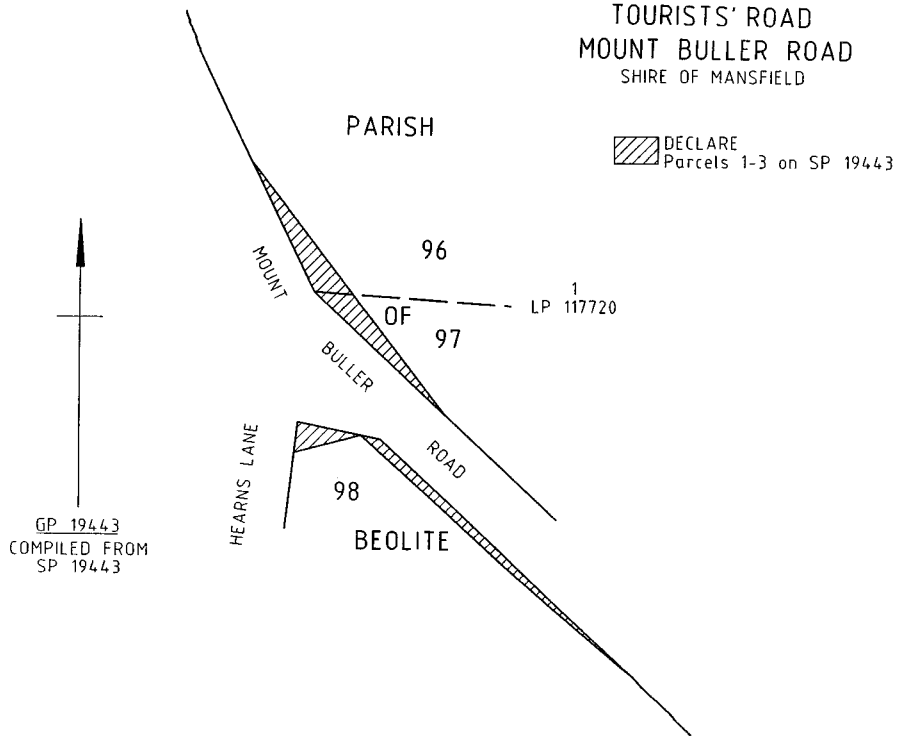 TOURISTS' ROAD
MOUNT BULLER ROAD
SHIRE OF MANSFIELD
PARISH
DECLARE
Parcels 1-3 on SP 19443
96
MOUNT
1
LP 117720
OF
97
BULLER
ROAD
HEARNS LANE
98
BEOLITE
GP 19443
COMPILED FROM
SP 19443